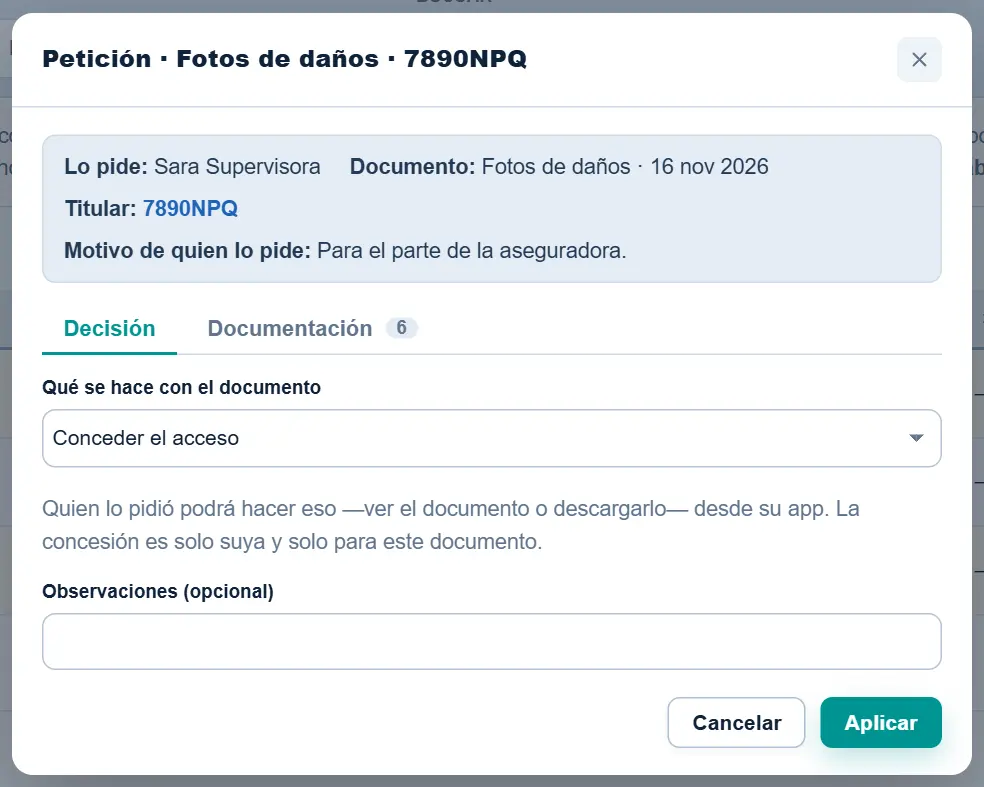 Petición · Fotos de daños · 7890NPQ
Lo pide: Sara Supervisora Documento: Fotos de daños · 16 nov 2026
Titular: 7890NPQ
Motivo de quien lo pide: Para el parte de la aseguradora.
Decisión Documentación 6
Qué se hace con el documento
Conceder el acceso
Quien lo pidió podrá hacer eso —ver el documento o descargarlo— desde su app. La
concesión es solo suya y solo para este documento.
Observaciones (opcional)
Cancelar Aplicar